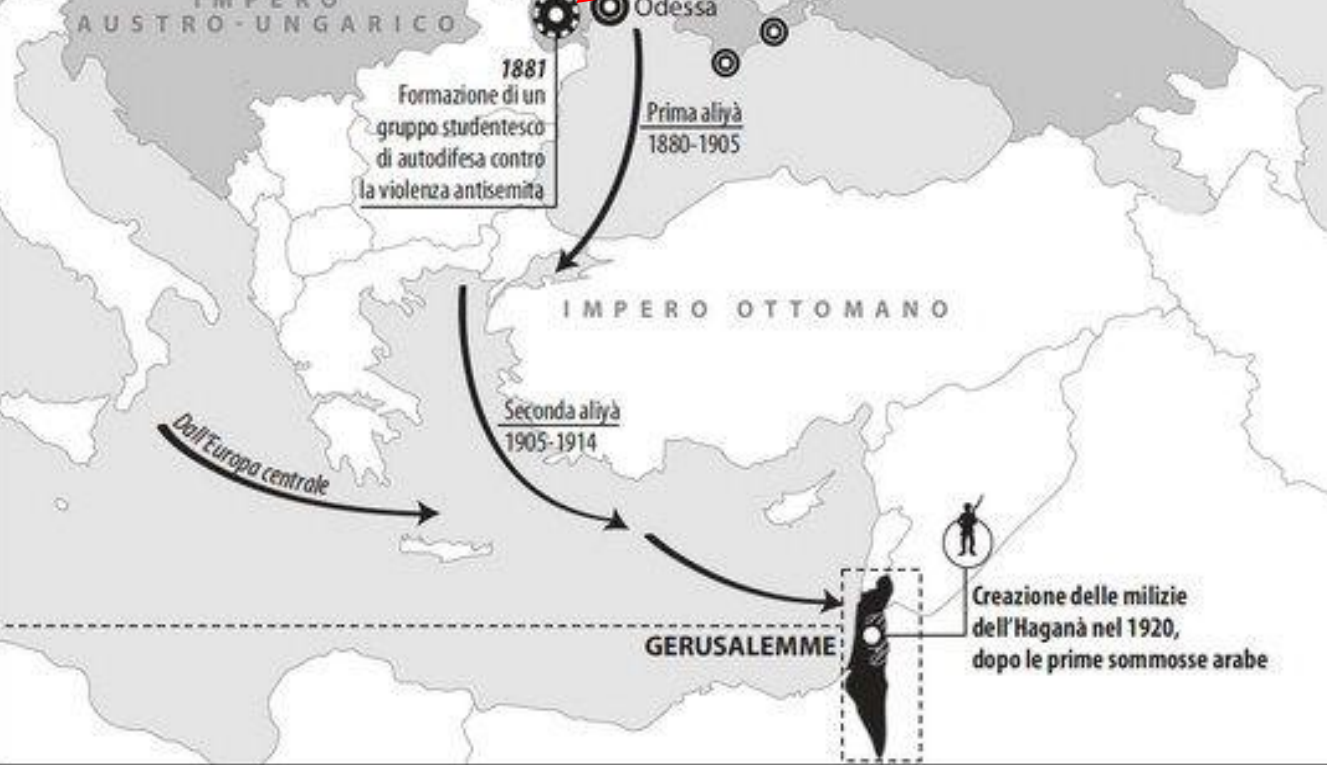 IMPERO
AUSTRO-UNGARICO
Odessa
1881
Formazione di un
gruppo studentesco
di autodifesa contro
la violenza antisemita
Prima aliyà
1880-1905
IMPERO OTTOMANO
Seconda aliyà
1905-1914
Dall'Europa centrale
GERUSALEMME
Creazione delle milizie
dell'Haganà nel 1920,
dopo le prime sommosse arabe